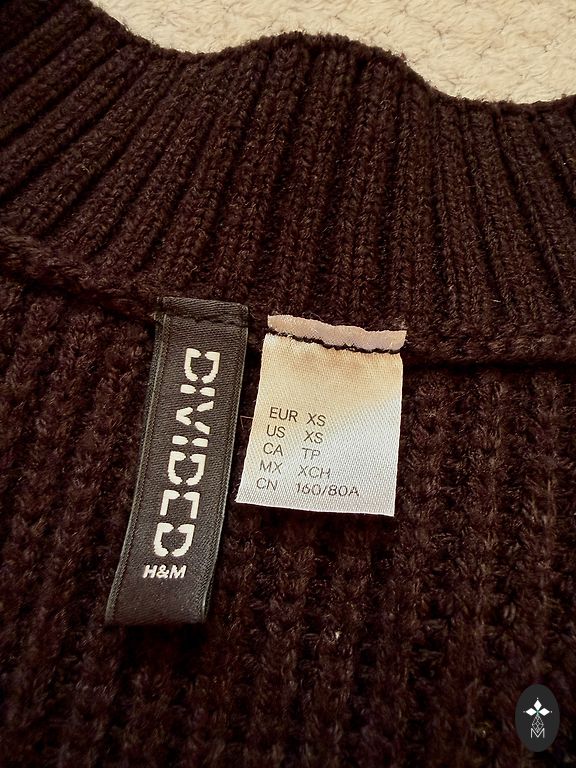 DIVIDED
H&M
EUR XS
US XS
CA TP
MX XCH
CN 160/80A